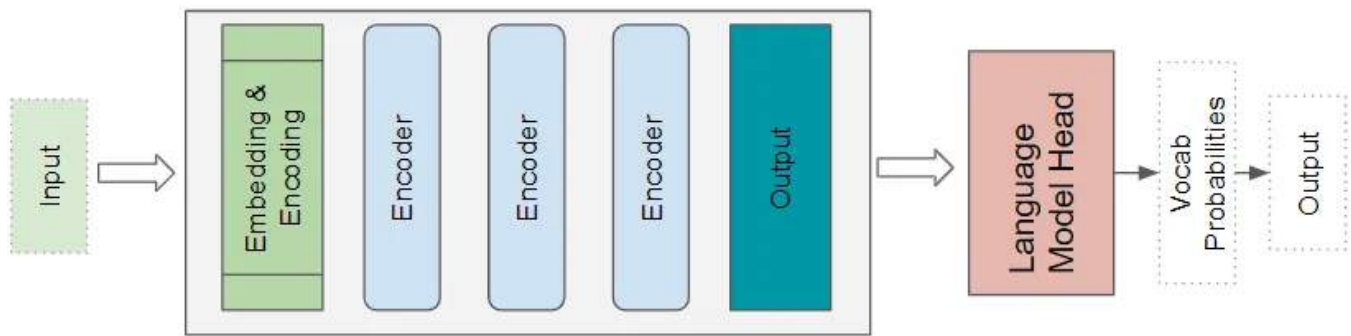 Input
Embedding &
Encoding
Encoder
Encoder
Encoder
Output
Language
Model Head
Vocab
Probabilities
Output